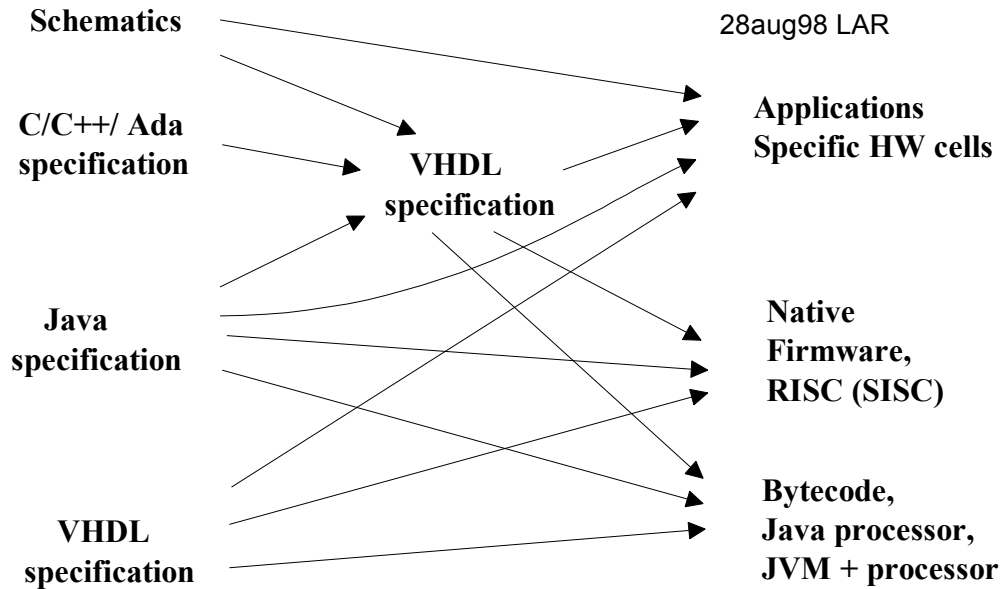 Schematics
28aug98 LAR
C/C++/ Ada
specification
Applications
Specific HW cells
VHDL
specification
Java
specification
Native
Firmware,
RISC (SISC)
VHDL
specification
Bytecode,
Java processor,
JVM + processor